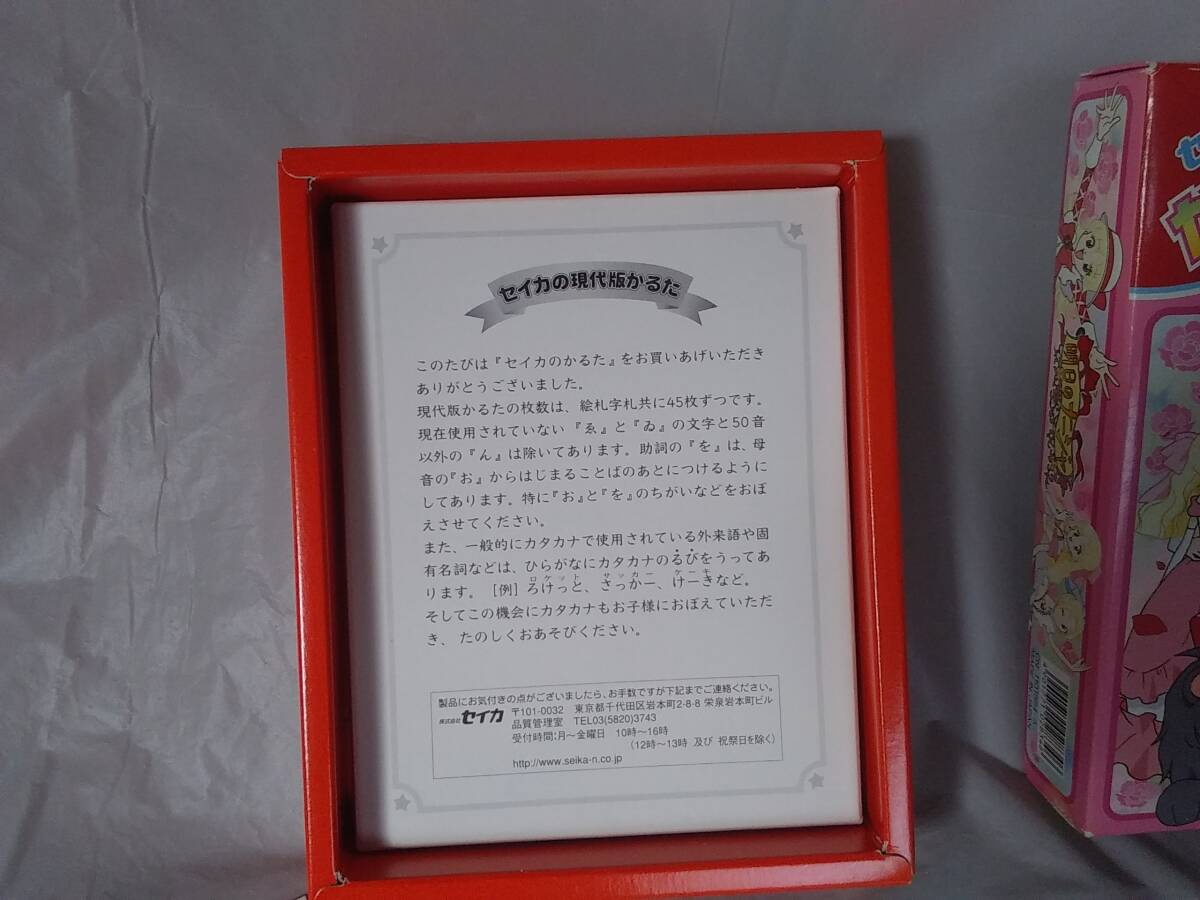 セイカの現代版かるた
このたびは『セイカのかるた』をお買いあげいただき
ありがとうございました。
現代版かるたの枚数は、絵札字札共に45枚ずつです。
現在使用されていない『ゑ』と『ゐ』の文字と50音
以外の『ん』は除いてあります。助詞の『を』は、母
音の『お』からはじまることばのあとにつけるように
してあります。特に『お』と『を』のちがいなどをおぼ
えさせてください。
また、一般的にカタカナで使用されている外来語や固
有名詞などは、ひらがなにカタカナのるびをうってあ
ロケット サッカー ケーキ
ります。[例]ろけっと、さっかー、けーきなど。
そしてこの機会にカタカナもお子様におぼえていただ
き、たのしくおあそびください。
製品にお気付きの点がございましたら、お手数ですが下記までご連絡ください。
株式会社セイカ 〒101-0032 東京都千代田区岩本町2-8-8 栄泉岩本町ビル
品質管理室 TEL03(5820)3743
受付時間:月〜金曜日 10時〜16時
(12時〜13時 及び 祝祭日を除く)
http://www.seika-n.co.jp
明日のナージャ